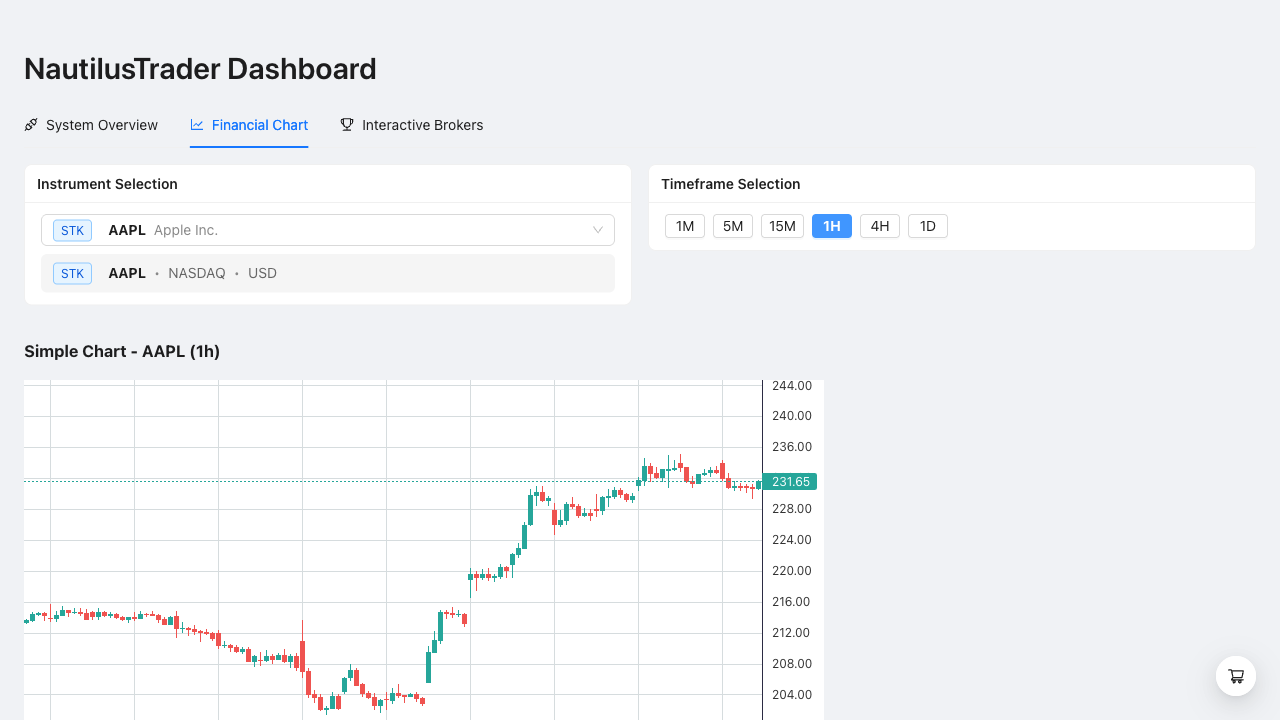 NautilusTrader Dashboard
System Overview
Financial Chart
Interactive Brokers
Instrument Selection
STK AAPL Apple Inc.
STK AAPL • NASDAQ • USD
Timeframe Selection
1M 5M 15M 1H 4H 1D
Simple Chart - AAPL (1h)
244.00
240.00
236.00
231.65
228.00
224.00
220.00
216.00
212.00
208.00
204.00